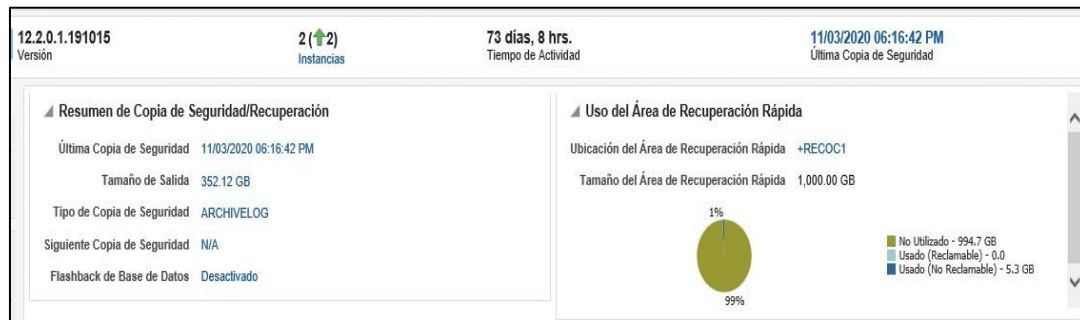 12.2.0.1.191015
Versión
2 (2)
Instancias
73 días, 8 hrs.
Tiempo de Actividad
11/03/2020 06:16:42 PM
Última Copia de Seguridad
Resumen de Copia de Seguridad/Recuperación
Última Copia de Seguridad 11/03/2020 06:16:42 PM
Tamaño de Salida 352.12 GB
Tipo de Copia de Seguridad ARCHIVELOG
Siguiente Copia de Seguridad N/A
Flashback de Base de Datos Desactivado
Uso del Área de Recuperación Rápida
Ubicación del Área de Recuperación Rápida +RECOC1
Tamaño del Área de Recuperación Rápida 1,000.00 GB
1%
99%
No Utilizado - 994.7 GB
Usado (Reclamable) - 0.0
Usado (No Reclamable) - 5.3 GB